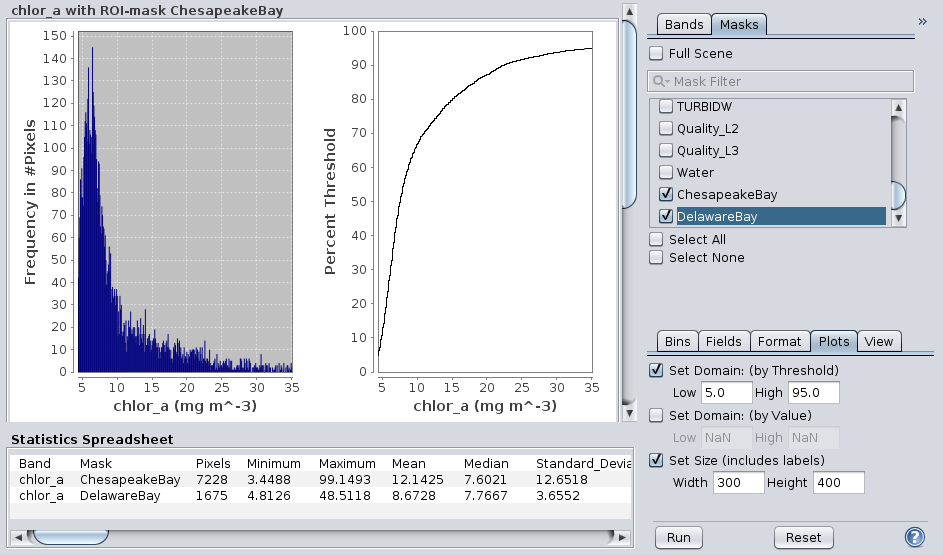 chlor_a with ROI-mask ChesapeakeBay
150
140
130
120
110
100
90
80
70
60
50
40
30
20
10
0
Frequency in #Pixels
5 10 15 20 25 30 35
chlor_a (mg m^-3)
100
90
80
70
60
50
40
30
20
10
0
Percent Threshold
5 10 15 20 25 30 35
chlor_a (mg m^-3)
Statistics Spreadsheet
Band Mask Pixels Minimum Maximum Mean Median Standard_Devia
chlor_a ChesapeakeBay 7228 3.4488 99.1493 12.1425 7.6021 12.6518
chlor_a DelawareBay 1675 4.8126 48.5118 8.6728 7.7667 3.6552
Bands Masks »
Full Scene
Mask Filter
TURBIDW
Quality_L2
Quality_L3
Water
ChesapeakeBay
DelawareBay
Select All
Select None
Bins Fields Format Plots View
Set Domain: (by Threshold)
Low 5.0 High 95.0
Set Domain: (by Value)
Low NaN High NaN
Set Size (includes labels)
Width 300 Height 400
Run Reset ?